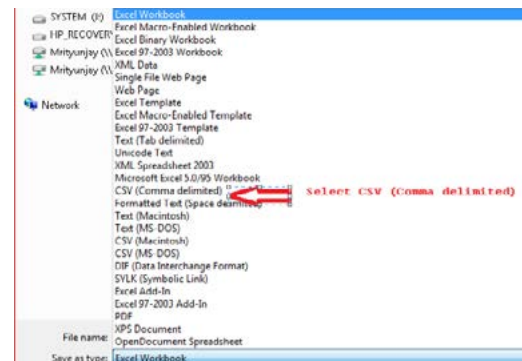 SYSTEM (I:)
HP_RECOVERY
Mrityunjay (\\
Mrityunjay (\\
Network
Excel Workbook
Excel Macro-Enabled Workbook
Excel Binary Workbook
Excel 97-2003 Workbook
XML Data
Single File Web Page
Web Page
Excel Template
Excel Macro-Enabled Template
Excel 97-2003 Template
Text (Tab delimited)
Unicode Text
XML Spreadsheet 2003
Microsoft Excel 5.0/95 Workbook
CSV (Comma delimited)
Select CSV (Comma delimited)
Formatted Text (Space delimited)
Text (Macintosh)
Text (MS-DOS)
CSV (Macintosh)
CSV (MS-DOS)
DIF (Data Interchange Format)
SYLK (Symbolic Link)
Excel Add-In
Excel 97-2003 Add-In
PDF
XPS Document
OpenDocument Spreadsheet
File name:
Save as type: Excel Workbook